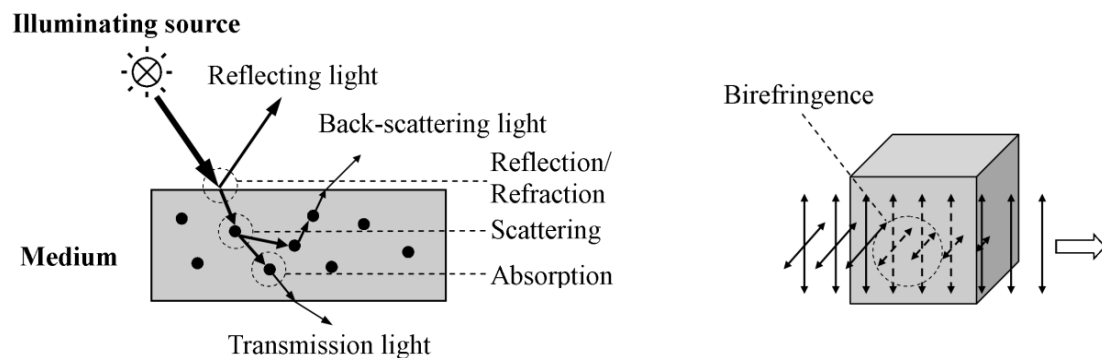 Illuminating source
Reflecting light
Back-scattering light
Reflection/
Refraction
Scattering
Medium
Absorption
Transmission light
Birefringence